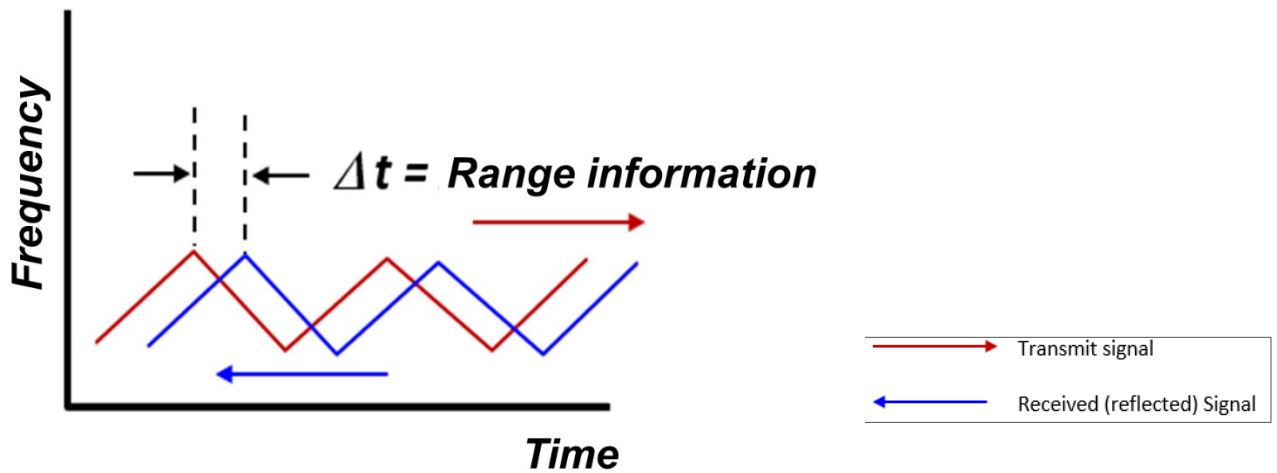 Frequency
Δt = Range information
Time
Transmit signal
Received (reflected) Signal